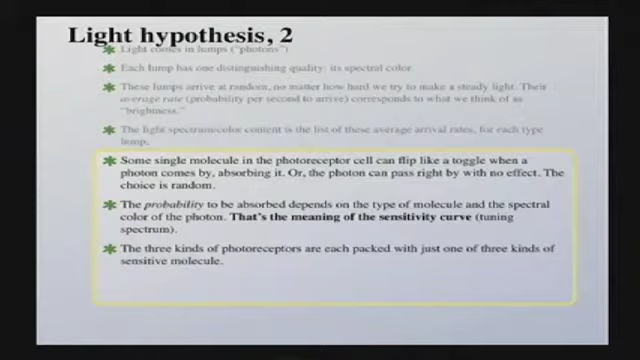 Light hypothesis, 2
Light comes in lumps ("photons")
Each lump has one distinguishing quality: its spectral color.
These lumps arrive at random, no matter how hard we try to make a steady light. Their
average rate (probability per second to arrive) corresponds to what we think of as
"brightness."
The light spectrum/color content is the list of these average arrival rates, for each type
lump.
Some single molecule in the photoreceptor cell can flip like a toggle when a
photon comes by, absorbing it. Or, the photon can pass right by with no effect. The
choice is random.
The probability to be absorbed depends on the type of molecule and the spectral
color of the photon. That's the meaning of the sensitivity curve (tuning
spectrum).
The three kinds of photoreceptors are each packed with just one of three kinds of
sensitive molecule.